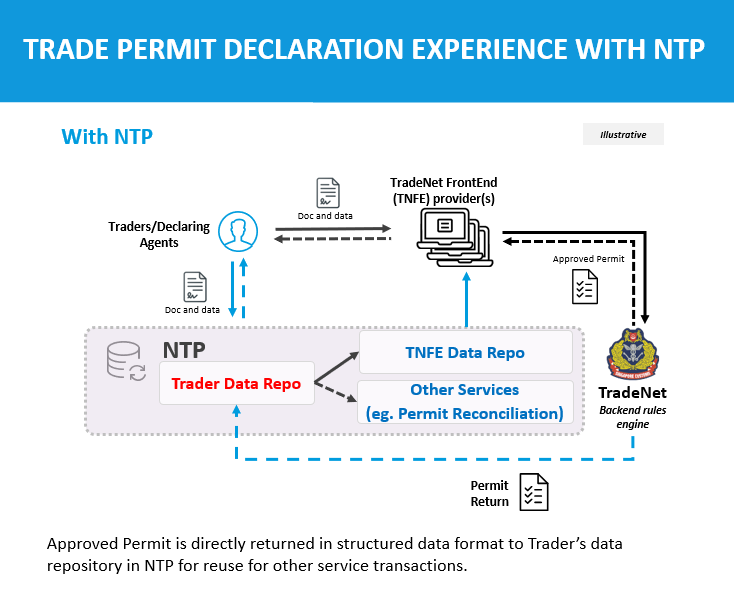 TRADE PERMIT DECLARATION EXPERIENCE WITH NTP
With NTP
Illustrative
TradeNet FrontEnd
(TNFE) provider(s)
Doc and data
Traders/Declaring
Agents
Approved Permit
Doc and data
NTP
Trader Data Repo
TNFE Data Repo
Other Services
(eg. Permit Reconciliation)
SINGAPORE CUSTOMS
TradeNet
Backend rules
engine
Permit
Return
Approved Permit is directly returned in structured data format to Trader's data
repository in NTP for reuse for other service transactions.